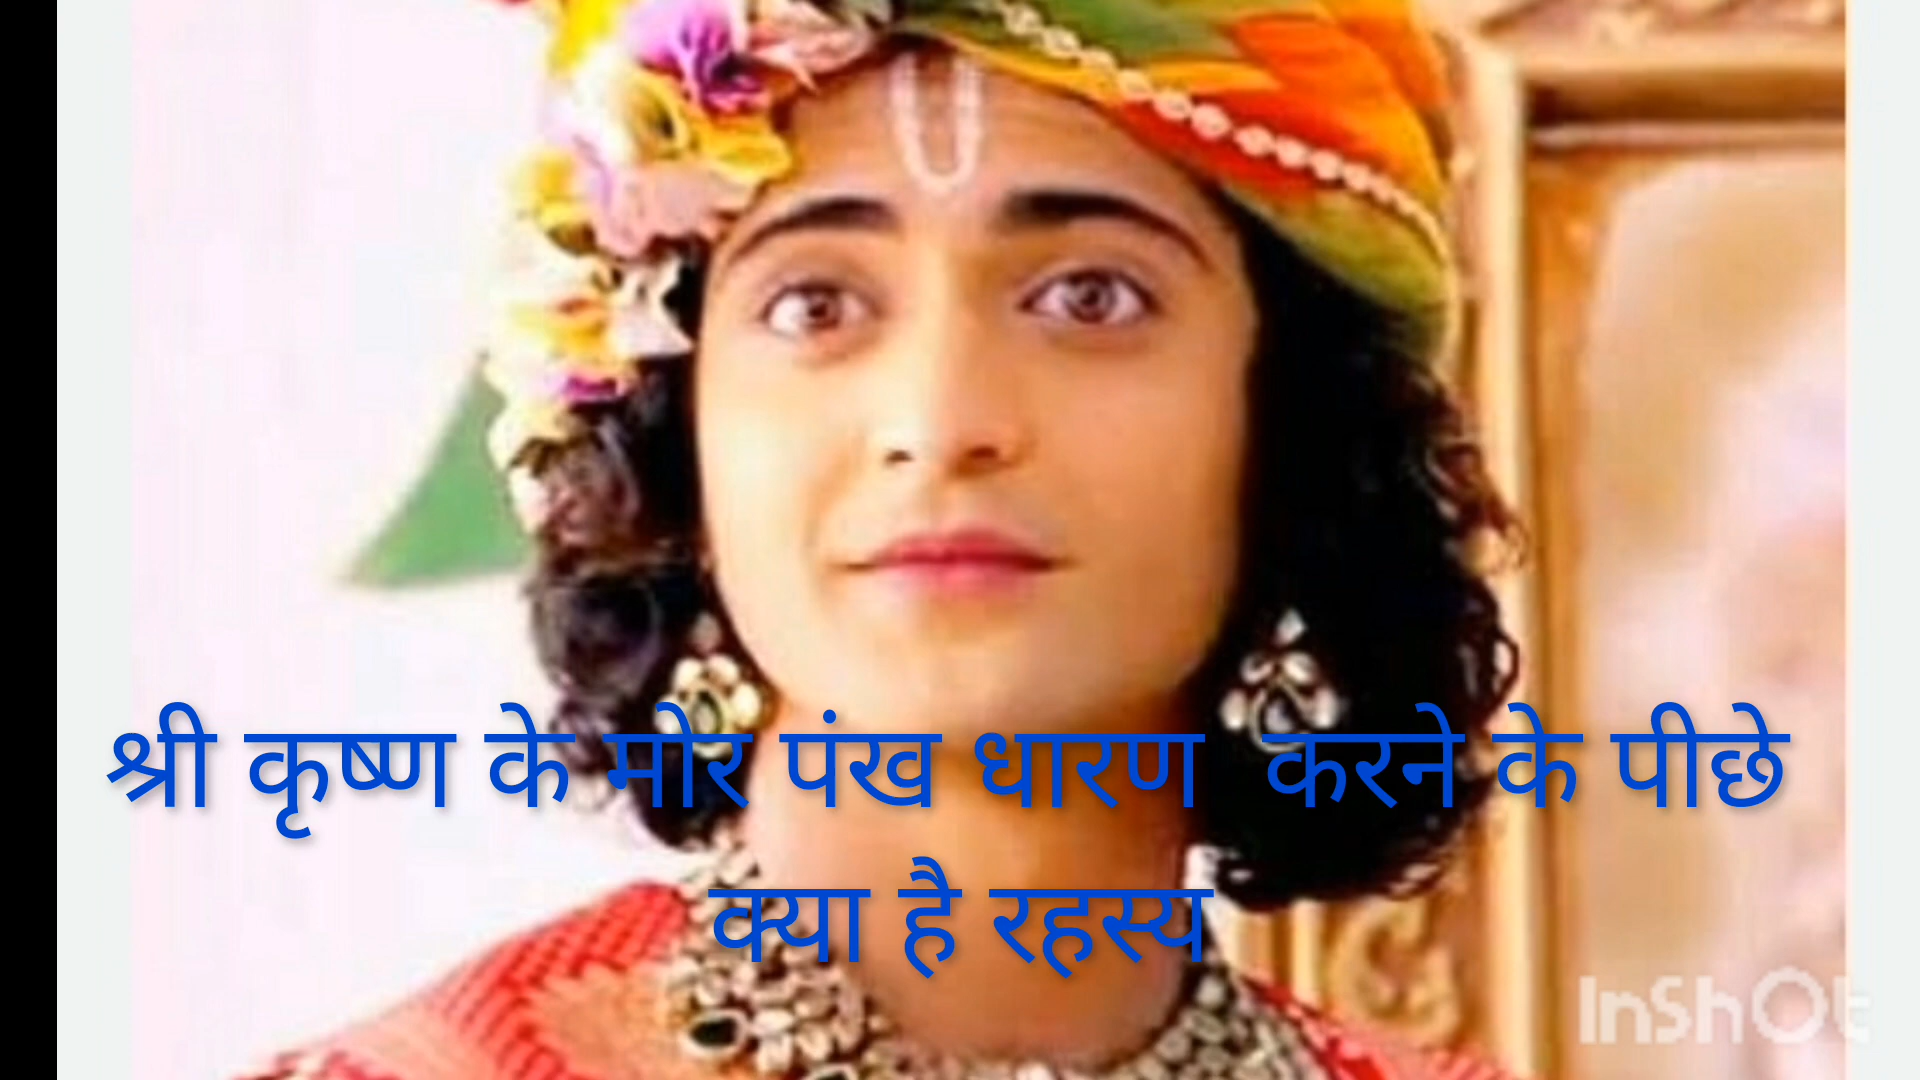 श्री कृष्ण के मोर पंख धारण करने के पीछे
क्या है रहस्य
InShOt